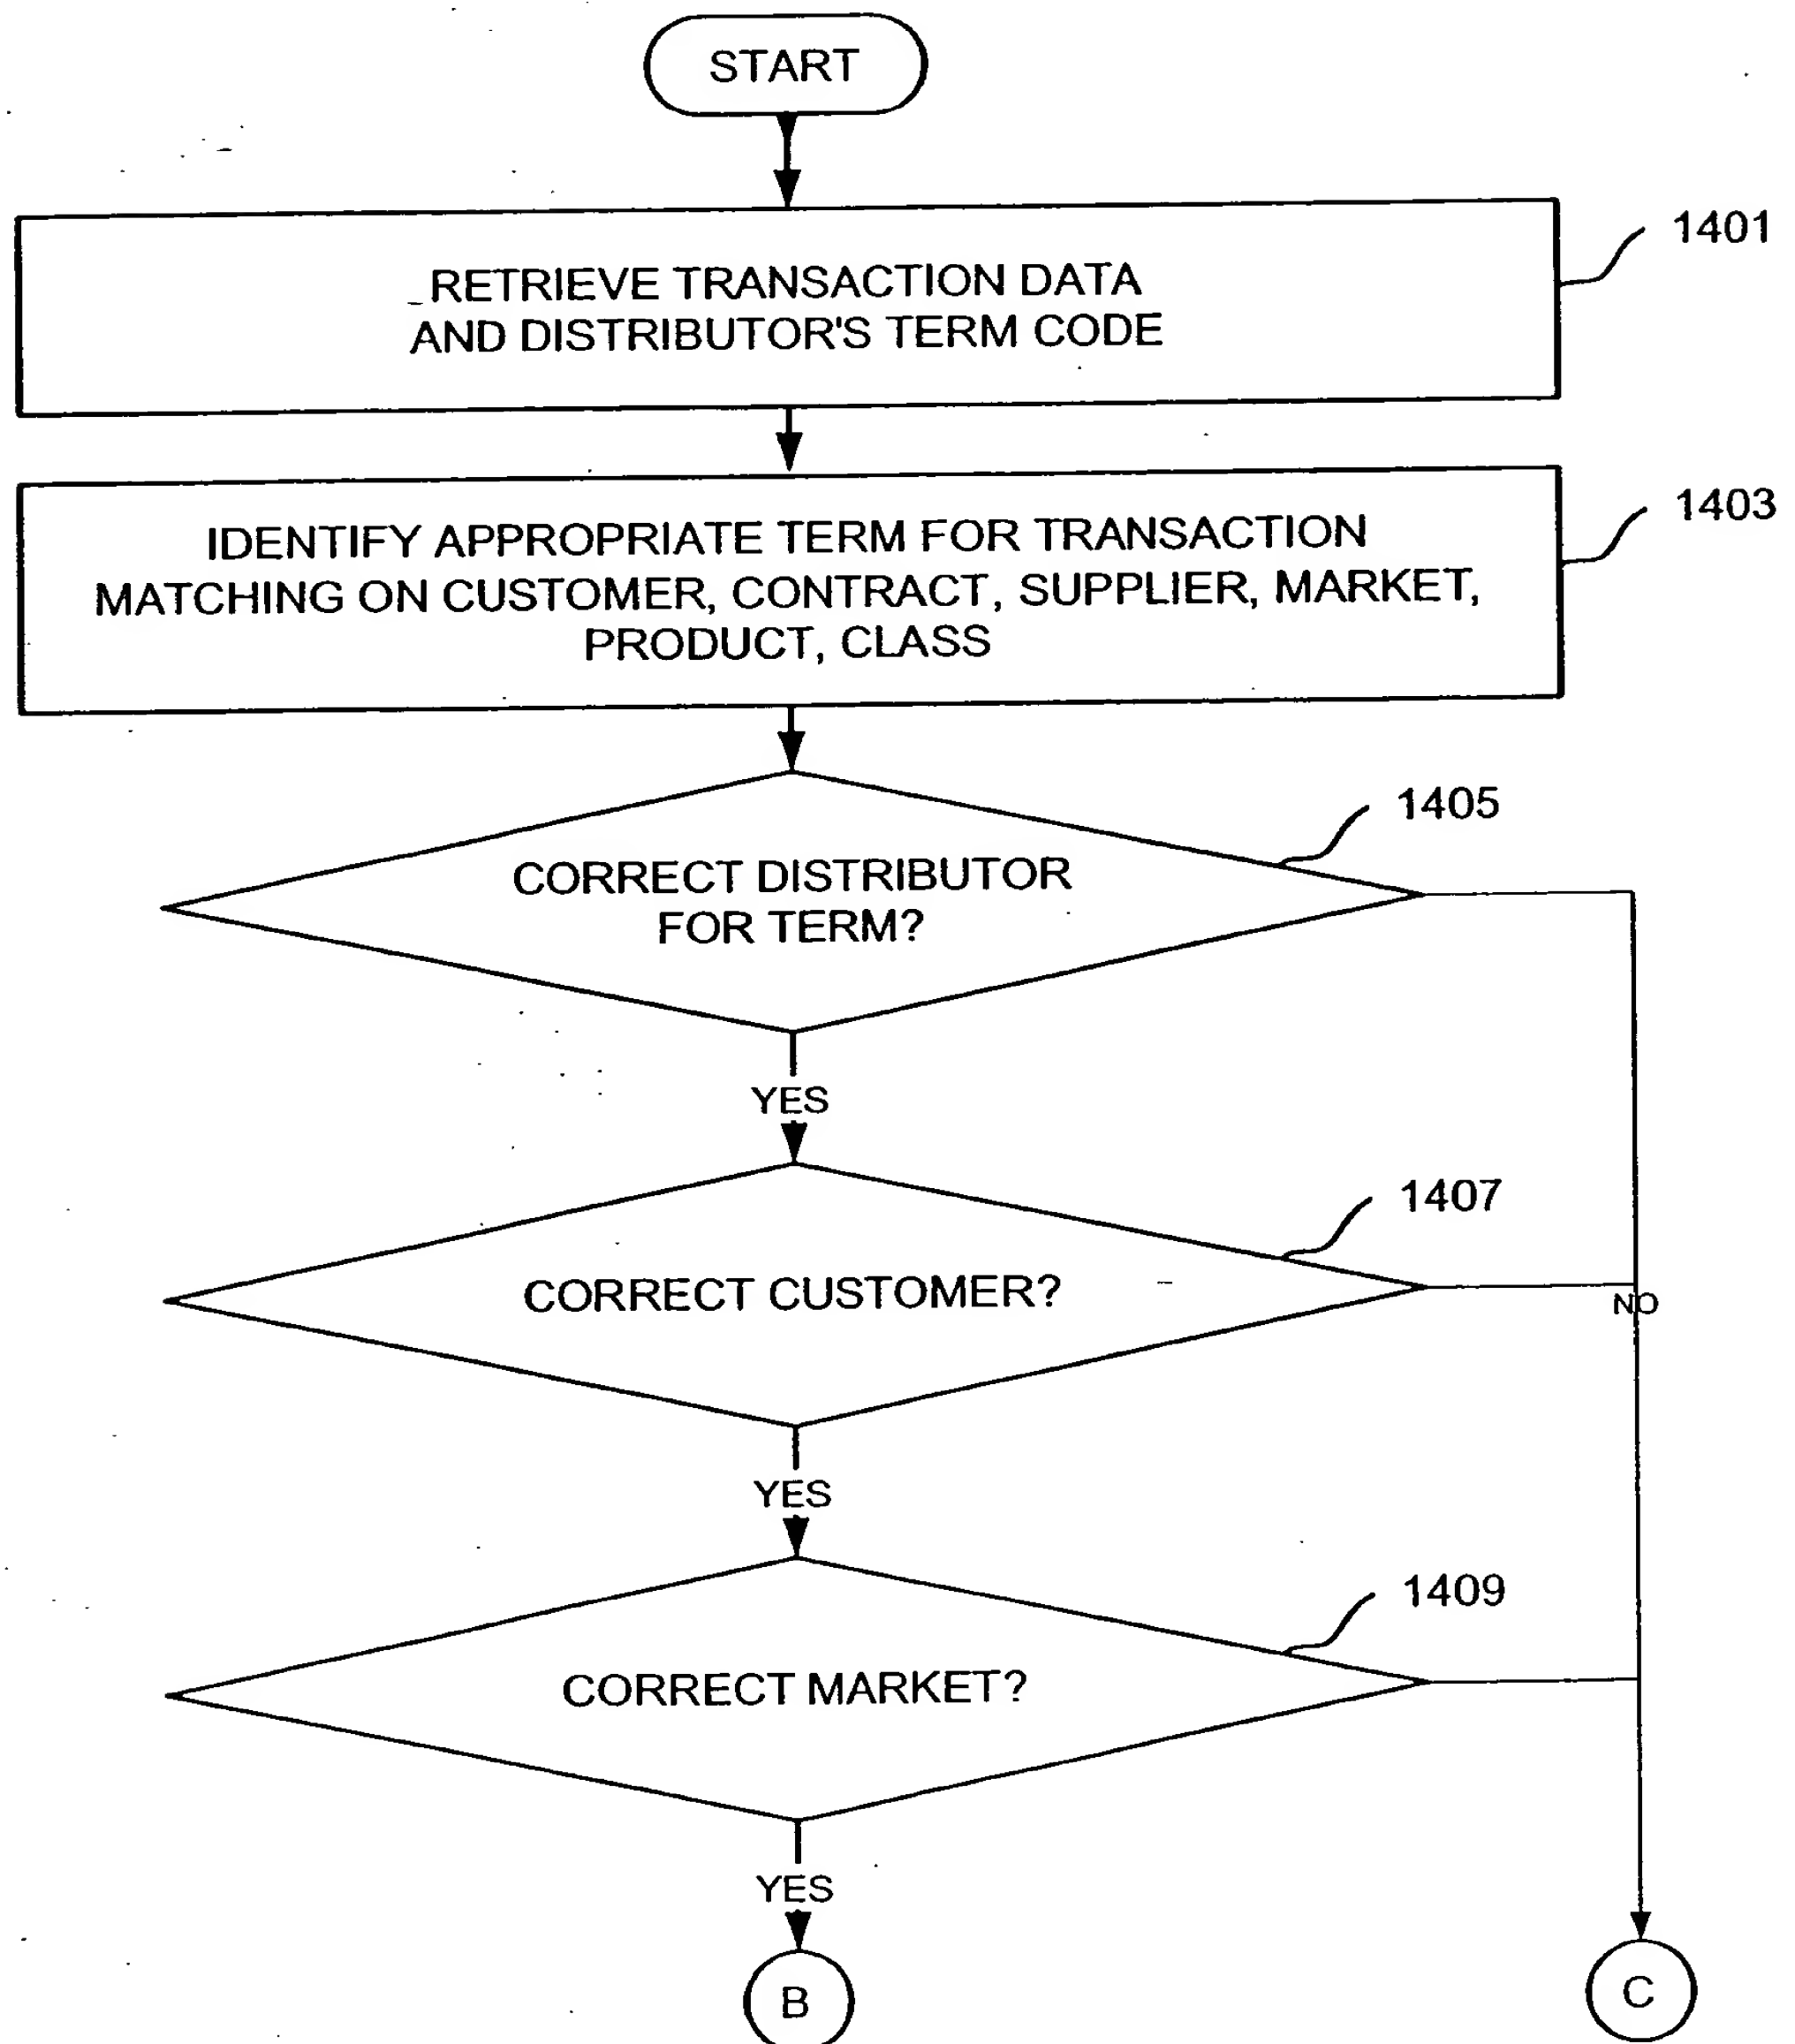 START
1401
RETRIEVE TRANSACTION DATA
AND DISTRIBUTOR'S TERM CODE
1403
IDENTIFY APPROPRIATE TERM FOR TRANSACTION
MATCHING ON CUSTOMER, CONTRACT, SUPPLIER, MARKET,
PRODUCT, CLASS
1405
CORRECT DISTRIBUTOR
FOR TERM?
YES
1407
CORRECT CUSTOMER?
NO
YES
1409
CORRECT MARKET?
YES
B
C